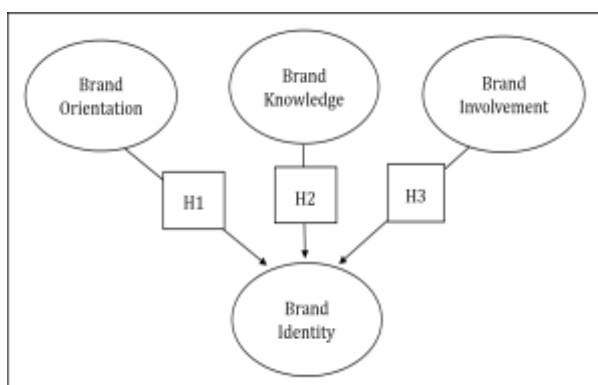 Brand
Orientation
Brand
Knowledge
Brand
Involvement
H1
H2
H3
Brand
Identity